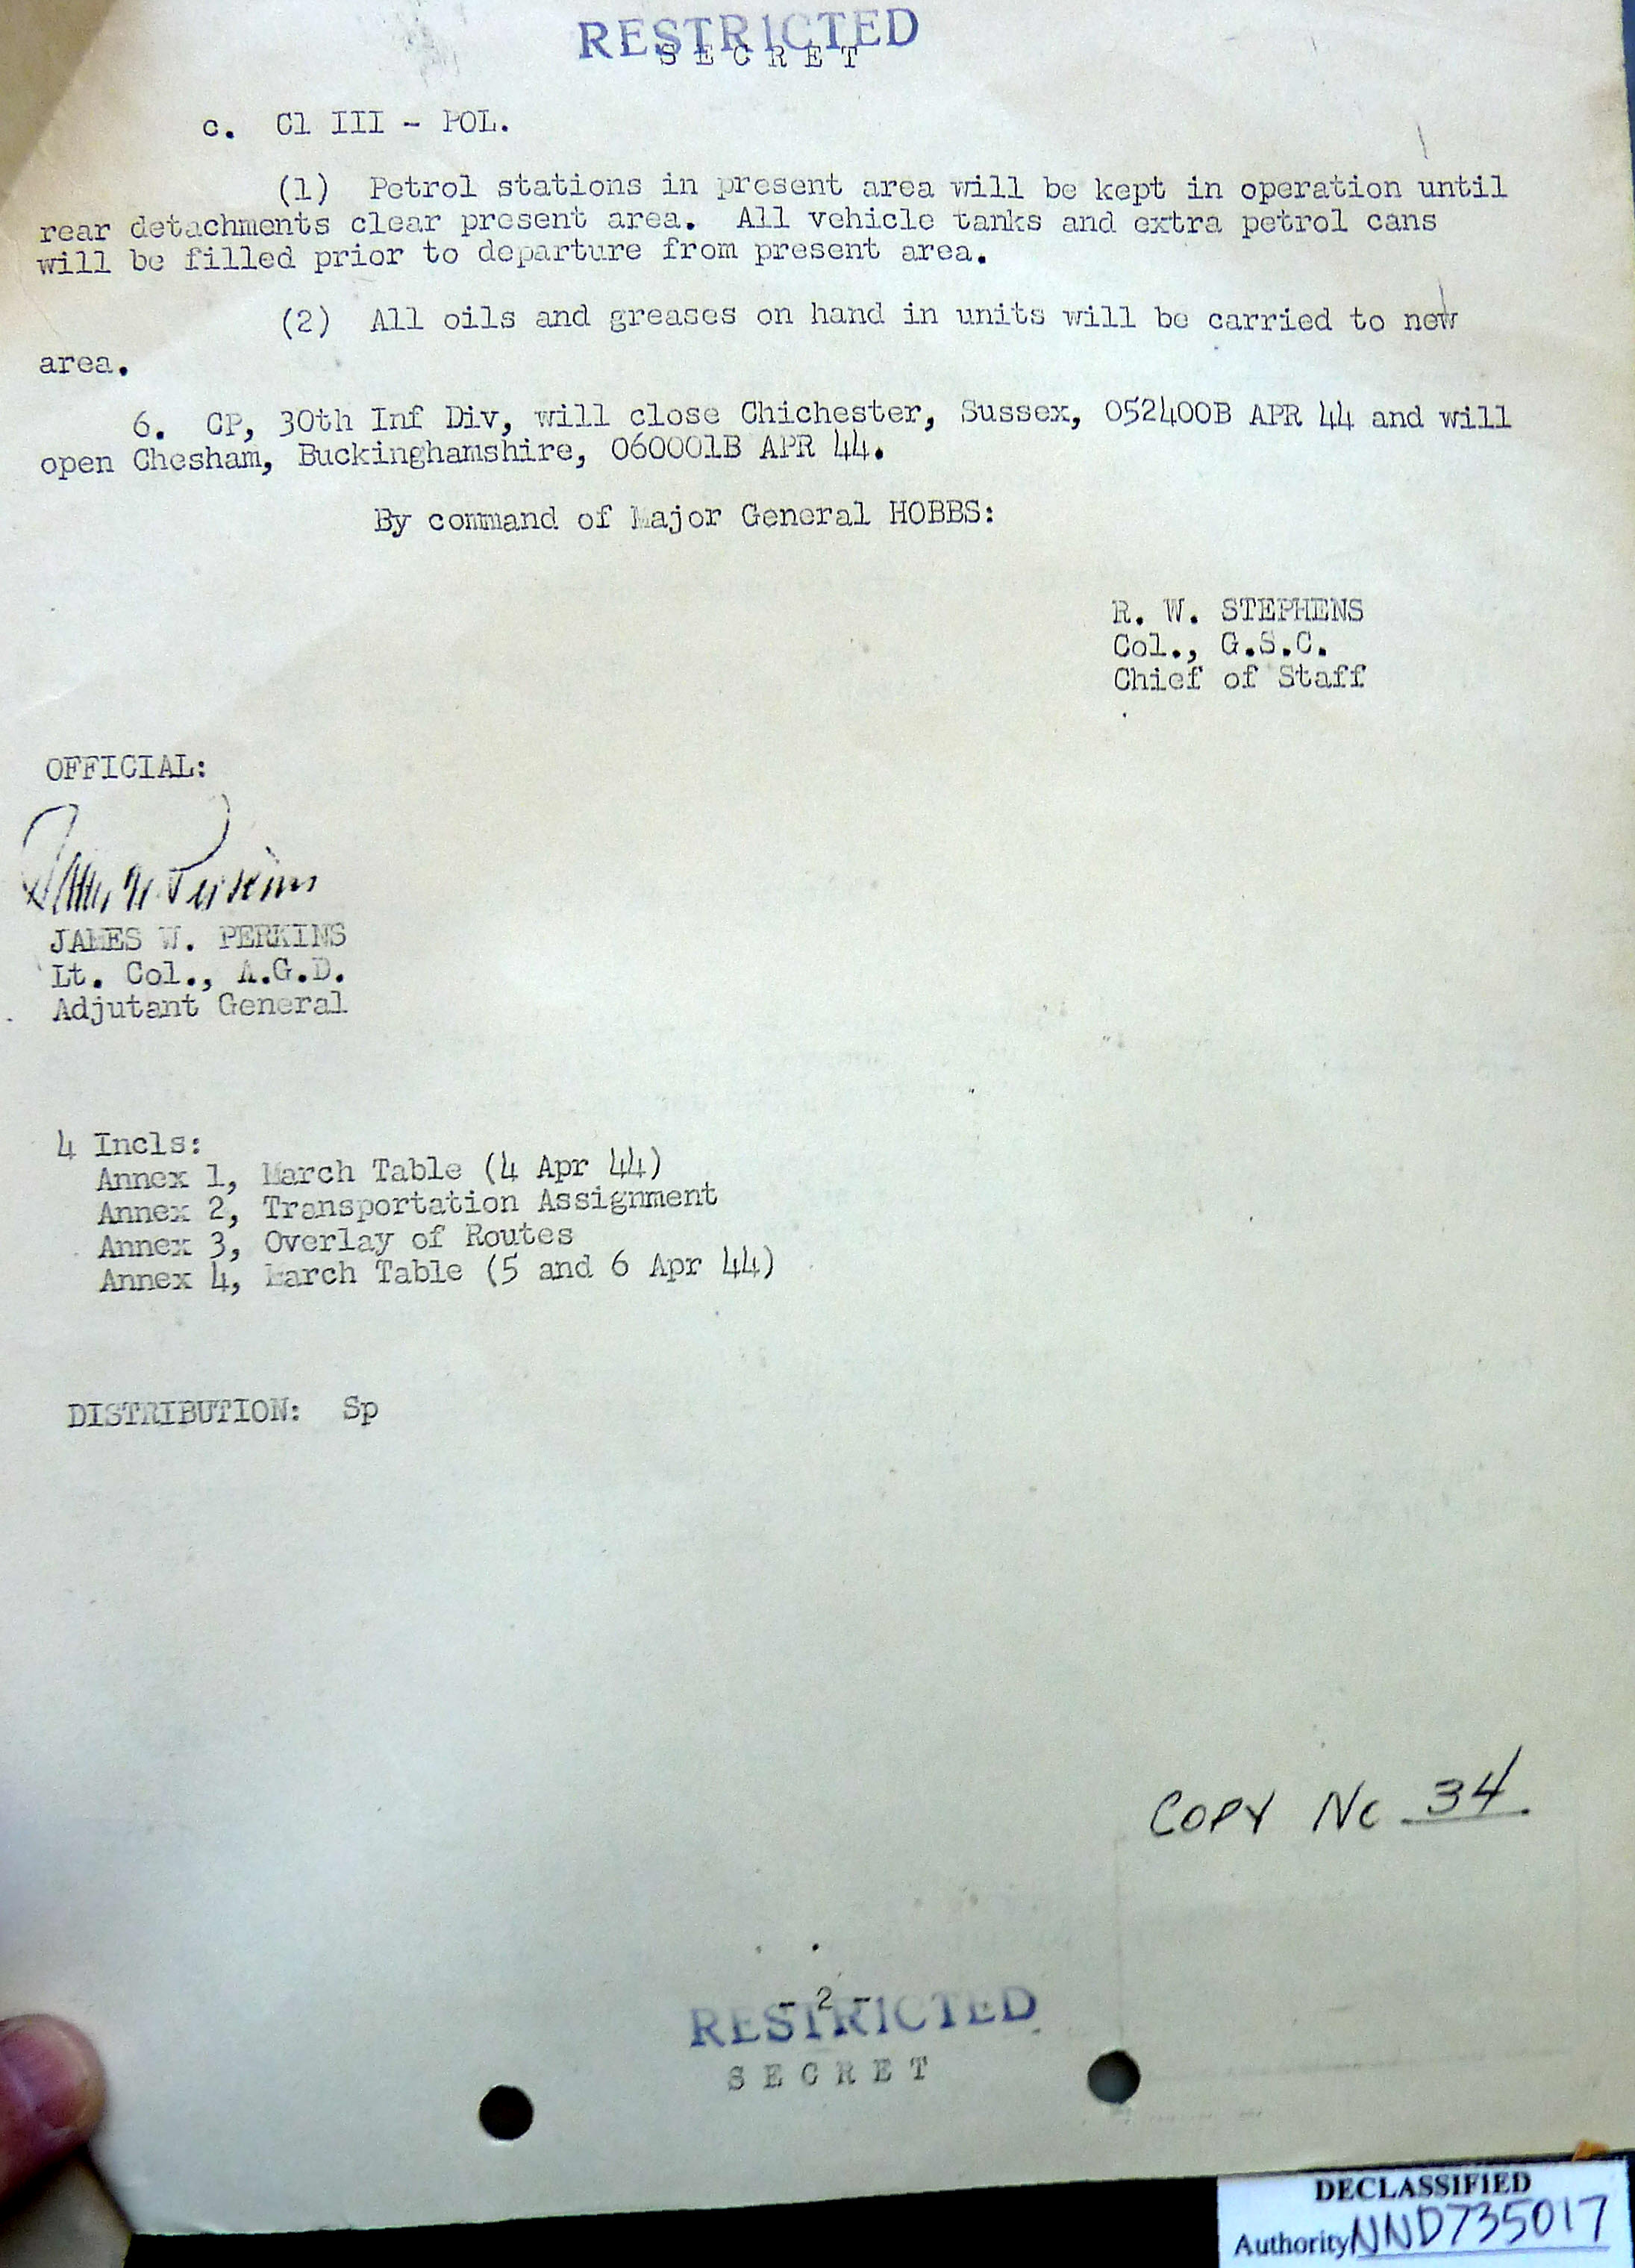 RESTRICTED
S E C R E T
c. Cl III - POL.
(1) Petrol stations in present area will be kept in operation until
rear detachments clear present area. All vehicle tanks and extra petrol cans
will be filled prior to departure from present area.
(2) All oils and greases on hand in units will be carried to new
area.
6. CP, 30th Inf Div, will close Chichester, Sussex, 052400B APR 44 and will
open Chesham, Buckinghamshire, 060001B APR 44.
By command of Major General HOBBS:
R. W. STEPHENS
Col., G.S.C.
Chief of Staff
OFFICIAL:
James W. Perkins
JAMES W. PERKINS
Lt. Col., A.G.D.
Adjutant General
4 Incls:
Annex 1, March Table (4 Apr 44)
Annex 2, Transportation Assignment
Annex 3, Overlay of Routes
Annex 4, March Table (5 and 6 Apr 44)
DISTRIBUTION: Sp
COPY No 34.
- 2 -
RESTRICTED
S E C R E T
DECLASSIFIED
Authority NND735017